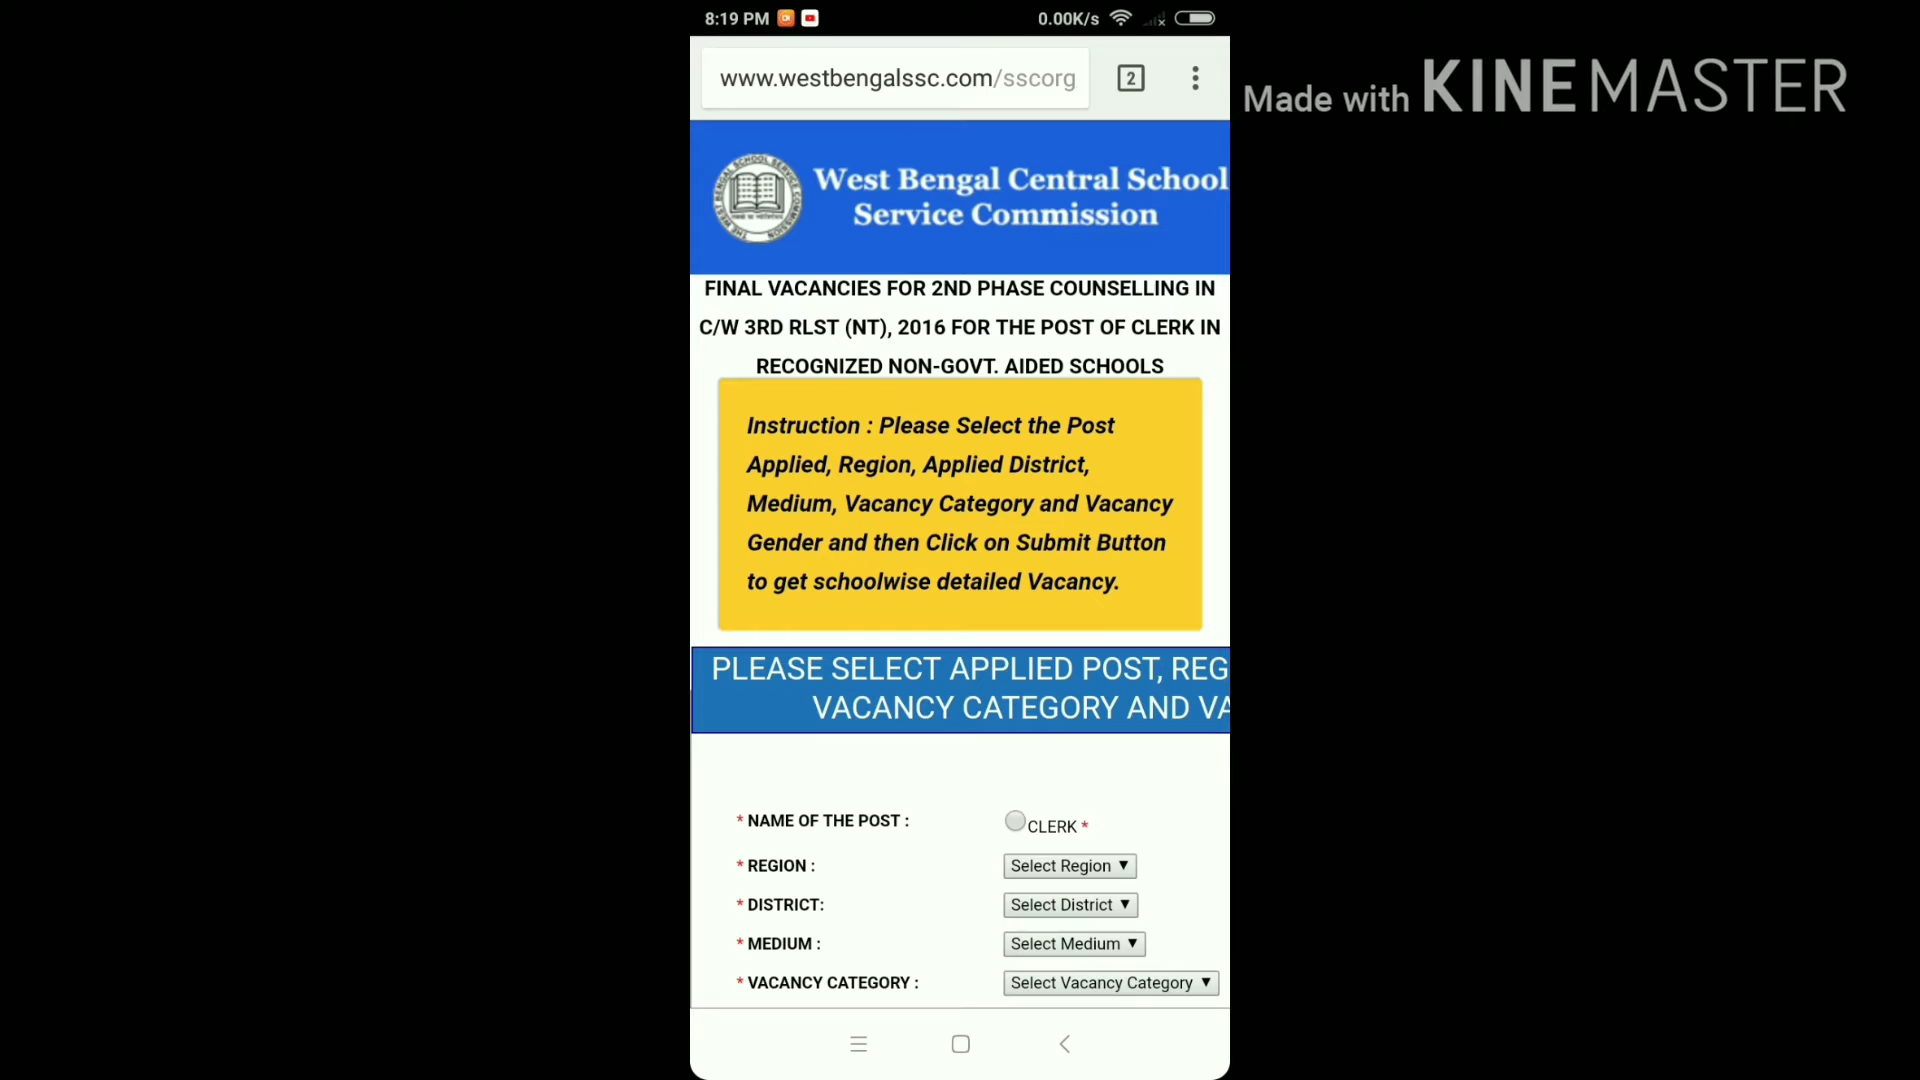 8:19 PM
0.00K/s
www.westbengalssc.com/sscorg
2
Made with KINEMASTER
West Bengal Central School
Service Commission
FINAL VACANCIES FOR 2ND PHASE COUNSELLING IN
C/W 3RD RLST (NT), 2016 FOR THE POST OF CLERK IN
RECOGNIZED NON-GOVT. AIDED SCHOOLS
Instruction : Please Select the Post
Applied, Region, Applied District,
Medium, Vacancy Category and Vacancy
Gender and then Click on Submit Button
to get schoolwise detailed Vacancy.
PLEASE SELECT APPLIED POST, REG
VACANCY CATEGORY AND VA
* NAME OF THE POST : CLERK *
* REGION : Select Region
* DISTRICT: Select District
* MEDIUM : Select Medium
* VACANCY CATEGORY : Select Vacancy Category